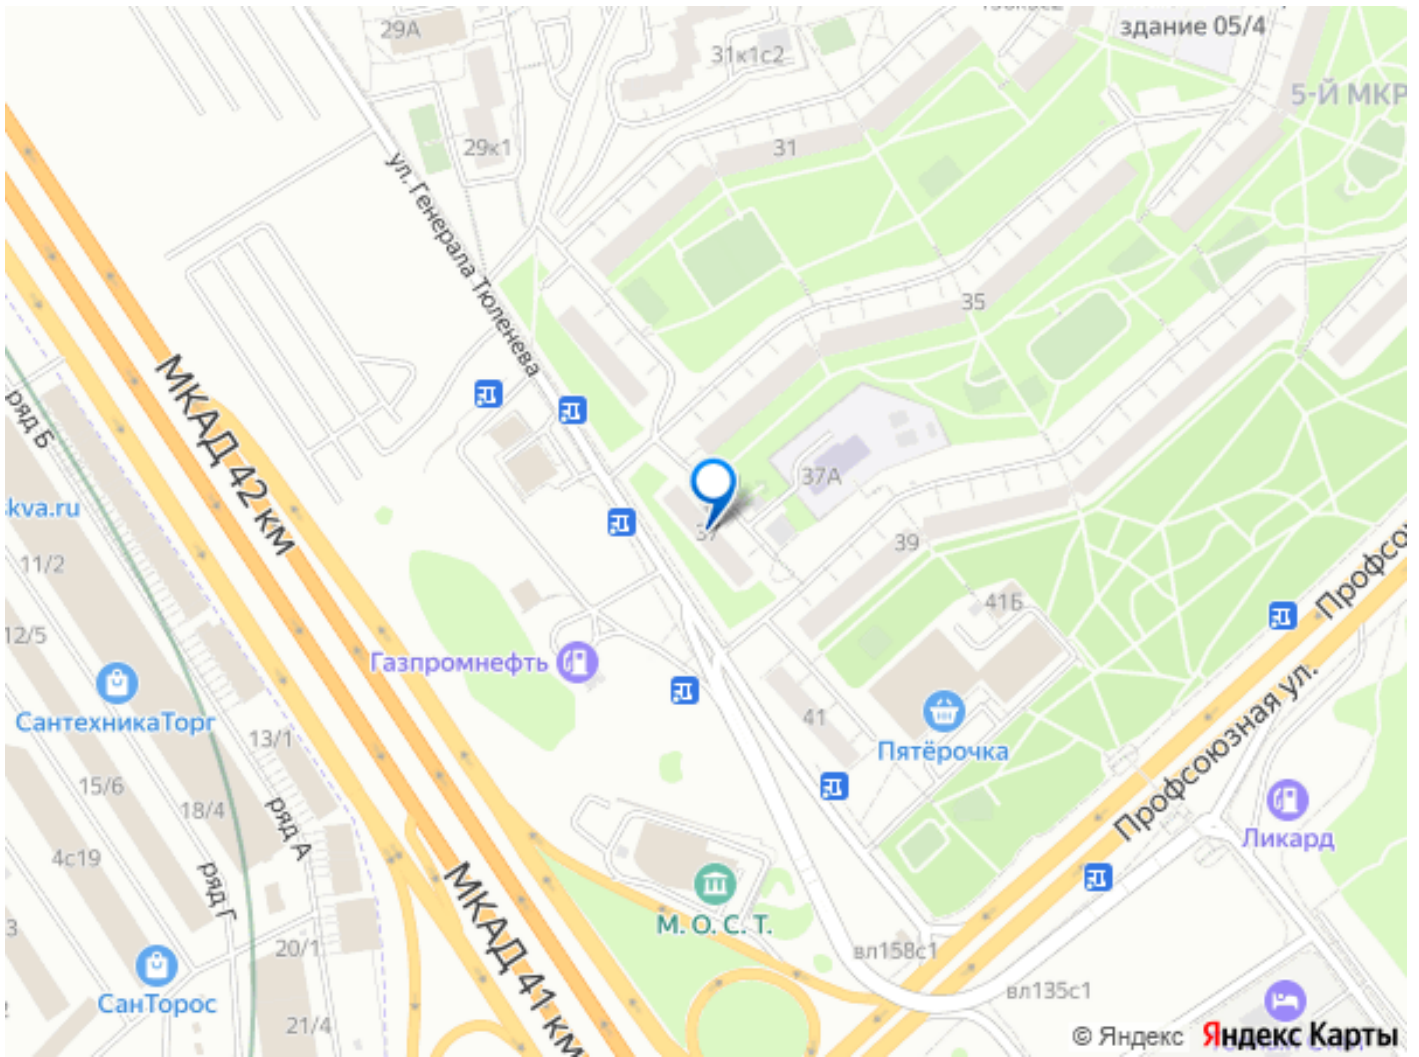 29А
здание 05/4
31к1с2
5-Й МКР
29к1
31
ул. Генерала Тюленева
35
МКАД 42 км
ряд Б
37А
kva.ru
37
39
11/2
41Б
Профсо
12/5
Газпромнефть
Профсоюзная ул.
СантехникаТорг
41
13/1
Пятёрочка
15/6
18/4
ряд А
Ликард
4с19
ряд Г
МКАД 41 км
М. О. С. Т.
3
20/1
вл158с1
СанТорос
вл135с1
21/4
© Яндекс
Яндекс Карты